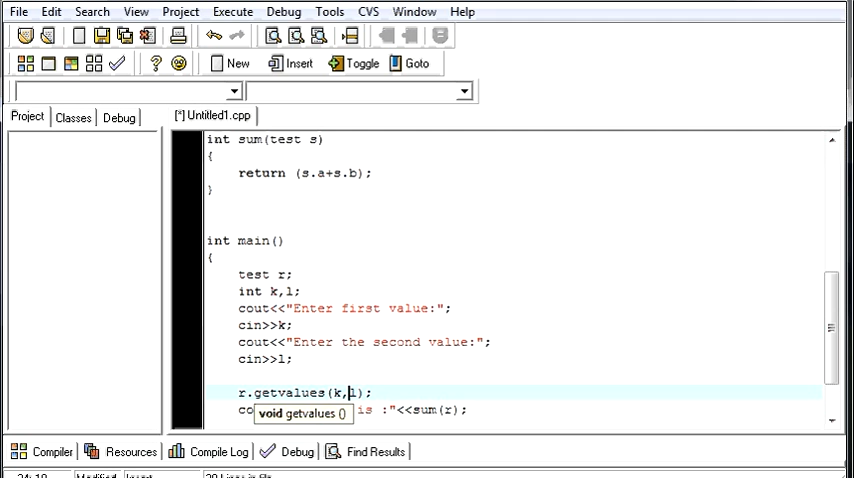 File Edit Search View Project Execute Debug Tools CVS Window Help
New Insert Toggle Goto
Project Classes Debug [*] Untitled1.cpp
int sum(test s)
{
return (s.a+s.b);
}
int main()
{
test r;
int k,l;
cout<<"Enter first value:";
cin>>k;
cout<<"Enter the second value:";
cin>>l;
r.getvalues(k,l);
co is :"<<sum(r);
void getvalues ()
Compiler Resources Compile Log Debug Find Results